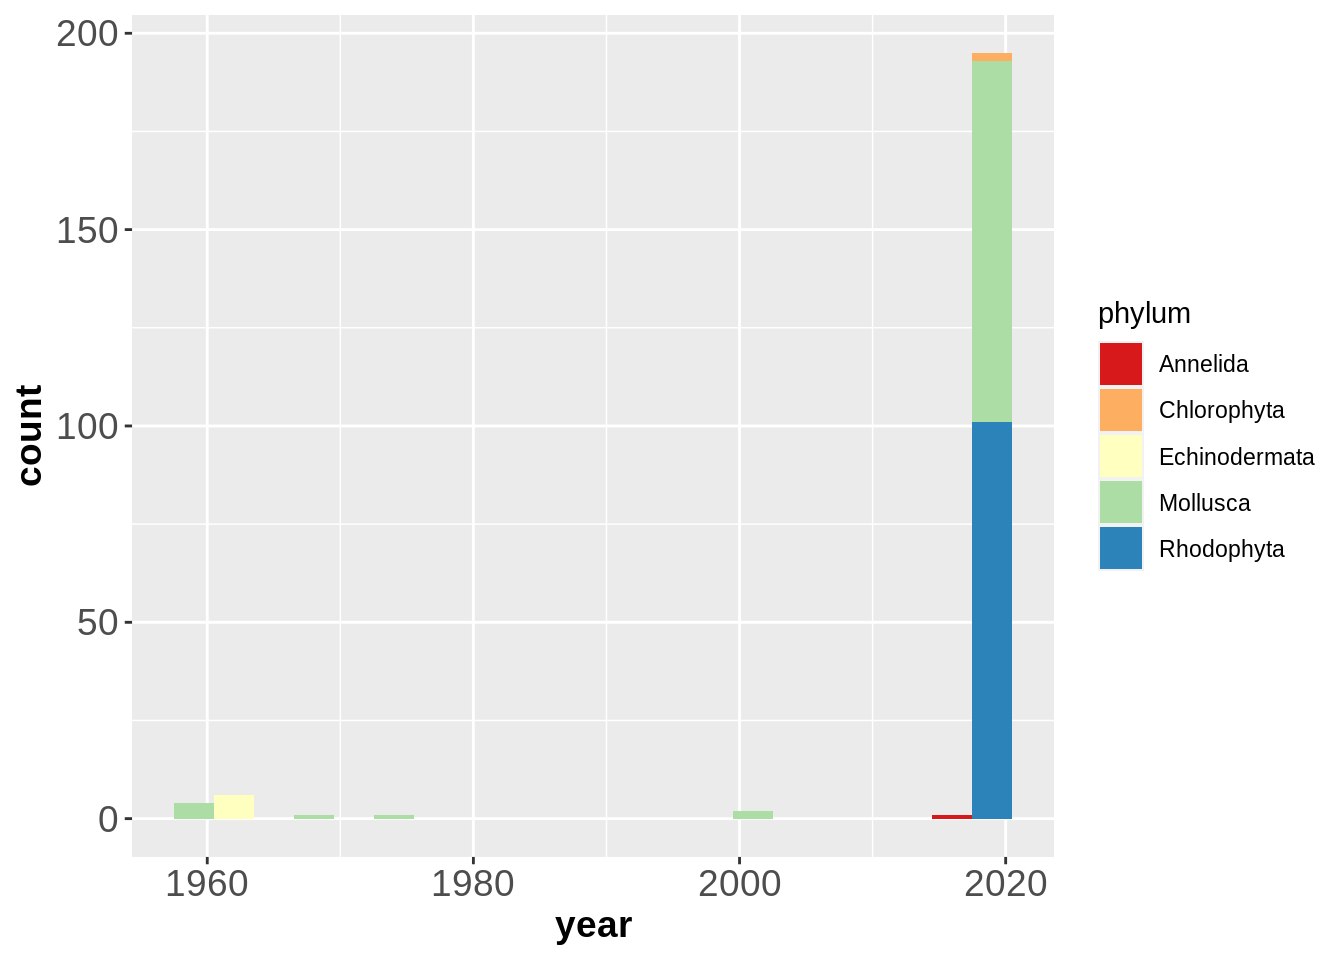 200
150
100
50
0
count
1960 1980 2000 2020
year
phylum
Annelida
Chlorophyta
Echinodermata
Mollusca
Rhodophyta